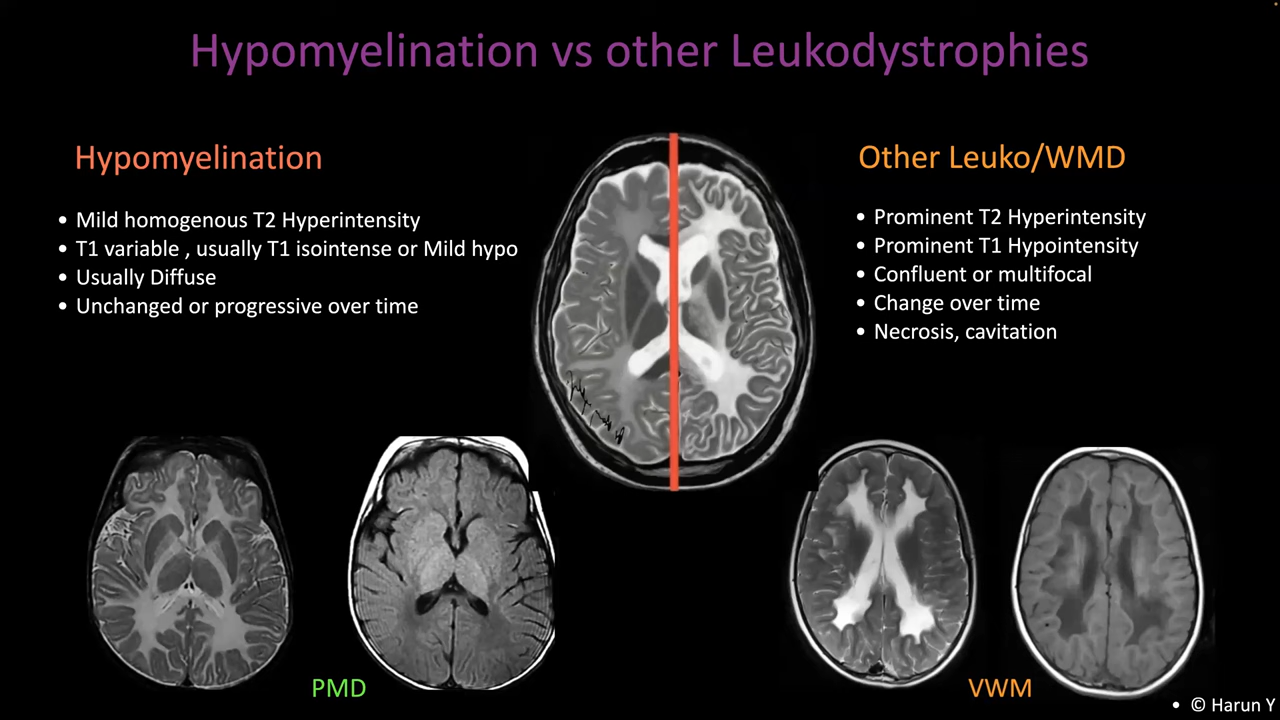 Hypomyelination vs other Leukodystrophies
Hypomyelination
• Mild homogenous T2 Hyperintensity
• T1 variable , usually T1 isointense or Mild hypo
• Usually Diffuse
• Unchanged or progressive over time
Other Leuko/WMD
• Prominent T2 Hyperintensity
• Prominent T1 Hypointensity
• Confluent or multifocal
• Change over time
• Necrosis, cavitation
PMD
VWM
• © Harun Y